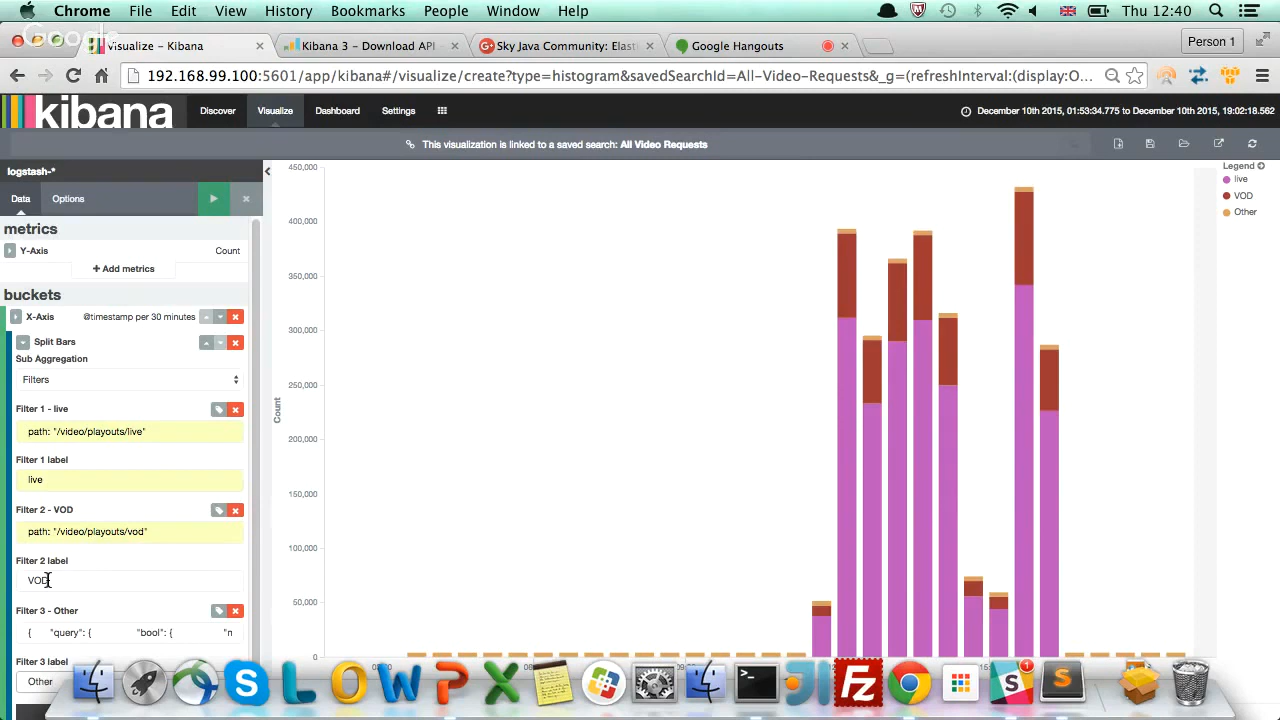 Chrome File Edit View History Bookmarks People Window Help Thu 12:40
Google
Visualize – Kibana
Kibana 3 – Download API -
Sky Java Community: Elasti
Google Hangouts
Person 1
192.168.99.100:5601/app/kibana#/visualize/create?type=histogram&savedSearchId=All-Video-Requests&_g=(refreshInterval:(display:O...
kibana Discover Visualize Dashboard Settings December 10th 2015, 01:53:34.775 to December 10th 2015, 19:02:18.562
This visualization is linked to a saved search: All Video Requests
logstash-*
Data Options
metrics
Y-Axis Count
+ Add metrics
buckets
X-Axis @timestamp per 30 minutes
Split Bars
Sub Aggregation
Filters
Filter 1 - live
path: "/video/playouts/live"
Filter 1 label
live
Filter 2 - VOD
path: "/video/playouts/vod"
Filter 2 label
VOD
Filter 3 - Other
{ "query": { "bool": { "m
Filter 3 label
Other
450,000
400,000
350,000
300,000
250,000
200,000
150,000
100,000
50,000
0
Count
Legend
live
VOD
Other
1